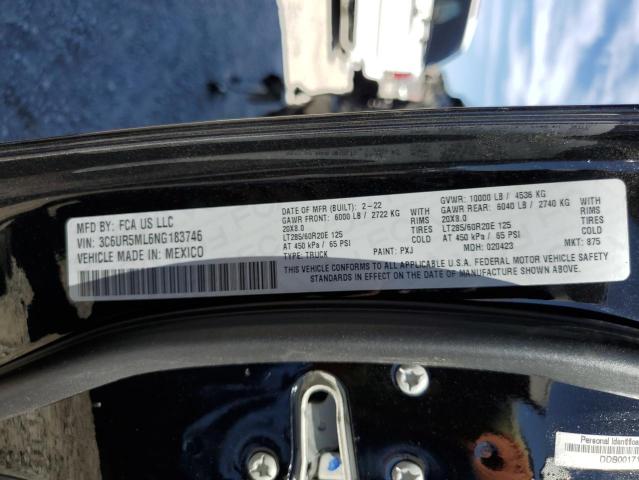 MFD BY: FCA US LLC
VIN: 3C6UR5ML6NG183746
VEHICLE MADE IN: MEXICO
DATE OF MFR (BUILT): 2-22
GAWR FRONT: 6000 LB / 2722 KG
20X8.0
LT285/60R20E 125
AT 450 kPa / 65 PSI
TYPE: TRUCK
RIMS
TIRES
COLD
PAINT: PXJ
GVWR: 10000 LB / 4536 KG
GAWR REAR: 6040 LB / 2740 KG
20X8.0
LT285/60R20E 125
AT 450 kPa / 65 PSI
MDH: 020423
RIMS
TIRES
COLD
MKT: 875
THIS VEHICLE CONFORMS TO ALL APPLICABLE U.S.A. FEDERAL MOTOR VEHICLE SAFETY
STANDARDS IN EFFECT ON THE DATE OF MANUFACTURE SHOWN ABOVE.
Personal Identifica